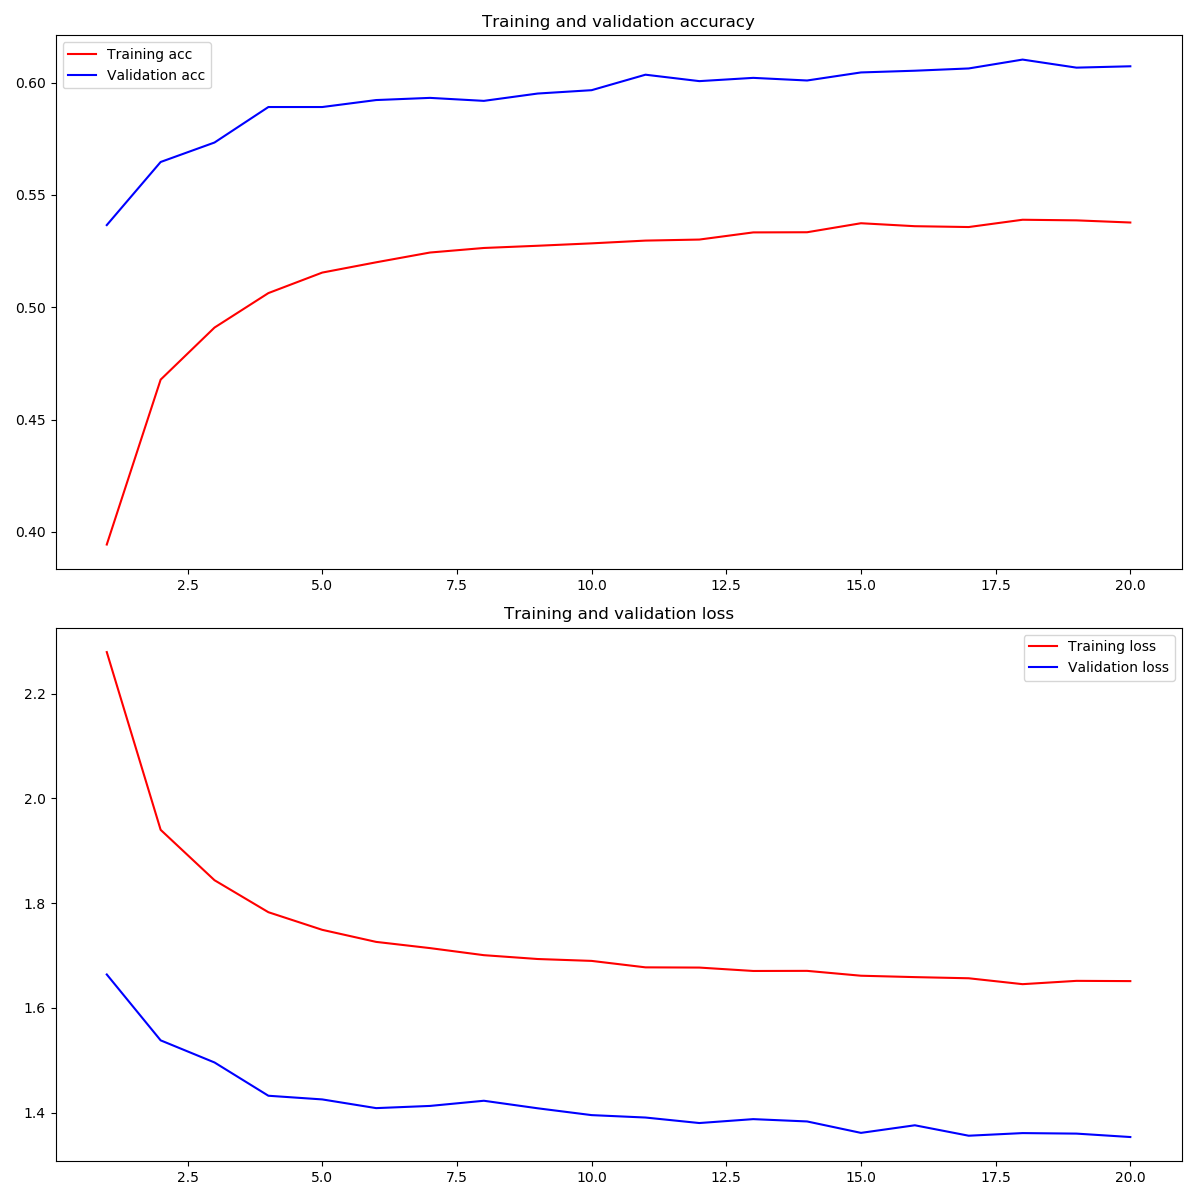 Training and validation accuracy
Training acc
Validation acc
0.60
0.55
0.50
0.45
0.40
2.5 5.0 7.5 10.0 12.5 15.0 17.5 20.0
Training and validation loss
Training loss
Validation loss
2.2
2.0
1.8
1.6
1.4
2.5 5.0 7.5 10.0 12.5 15.0 17.5 20.0